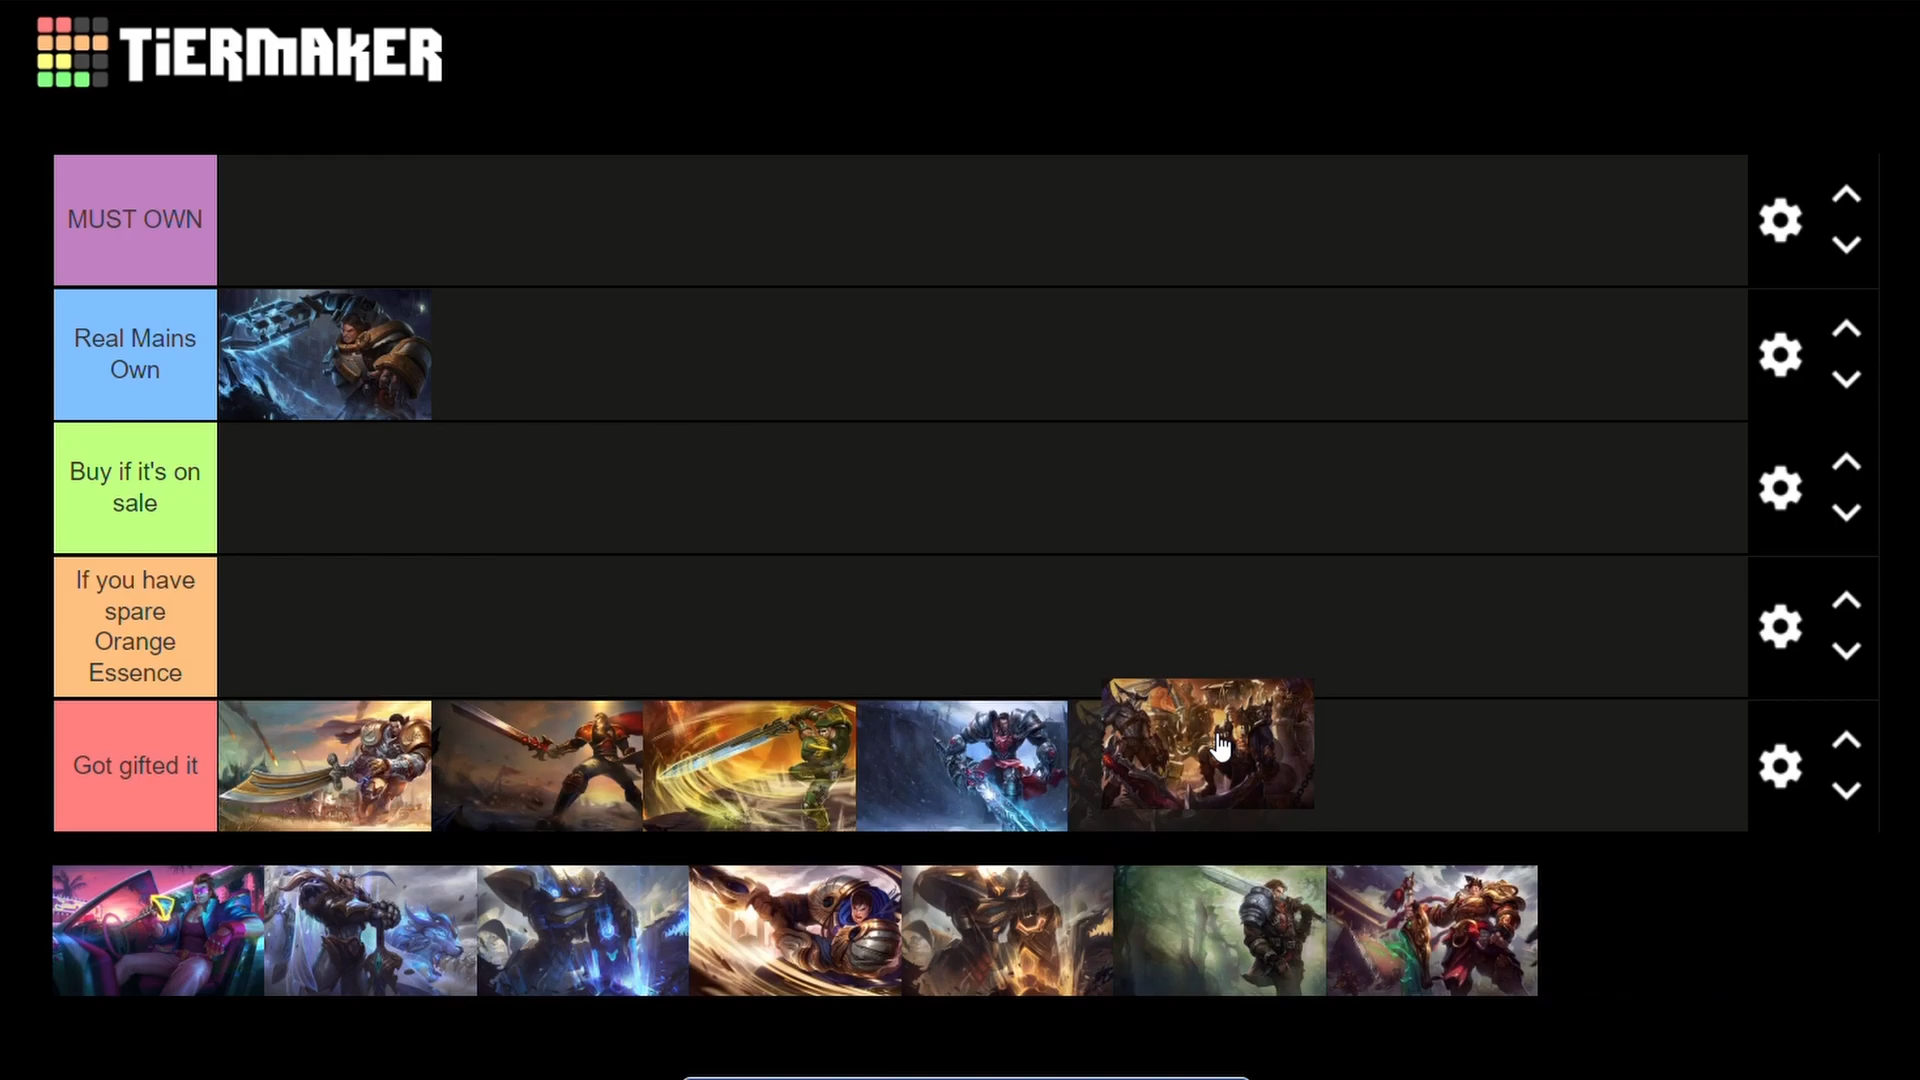 TiERMAKER
MUST OWN
Real Mains
Own
Buy if it's on
sale
If you have
spare
Orange
Essence
Got gifted it